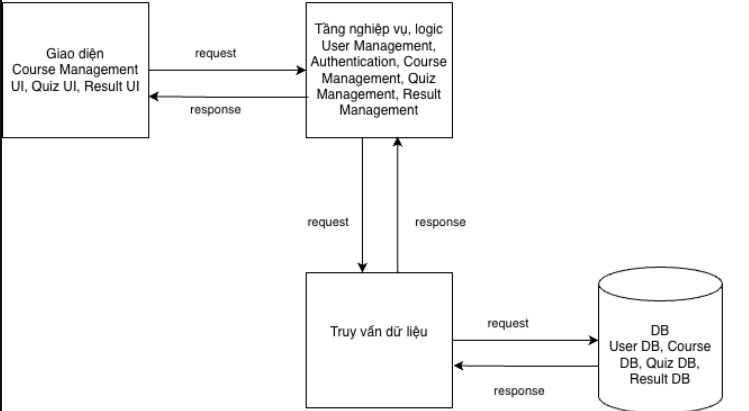 Giao diện
Course Management
UI, Quiz UI, Result UI
request
response
Tầng nghiệp vụ, logic
User Management,
Authentication, Course
Management, Quiz
Management, Result
Management
request
response
Truy vấn dữ liệu
request
response
DB
User DB, Course
DB, Quiz DB,
Result DB